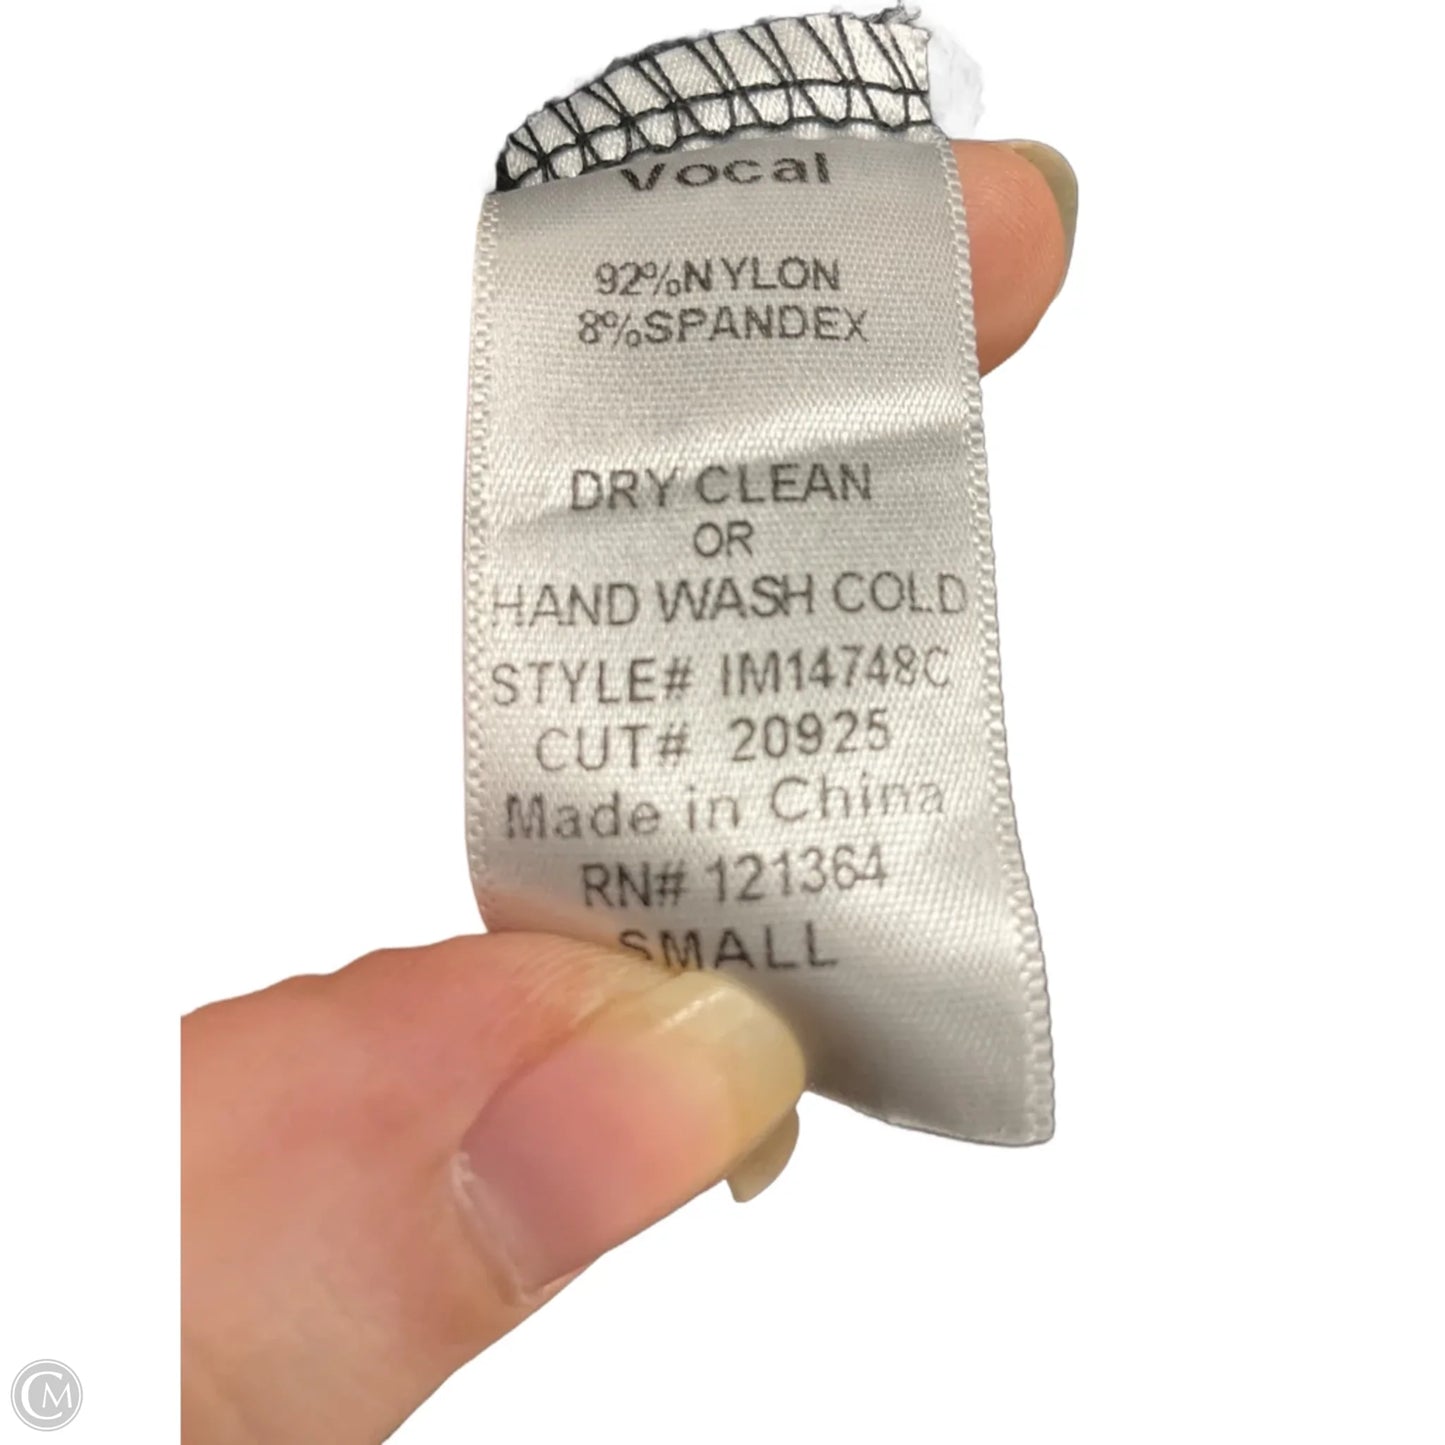 Vocal
92%NYLON
8%SPANDEX
DRY CLEAN
OR
HAND WASH COLD
STYLE# IM14748C
CUT# 20925
Made in China
RN# 121364
SMALL
CM